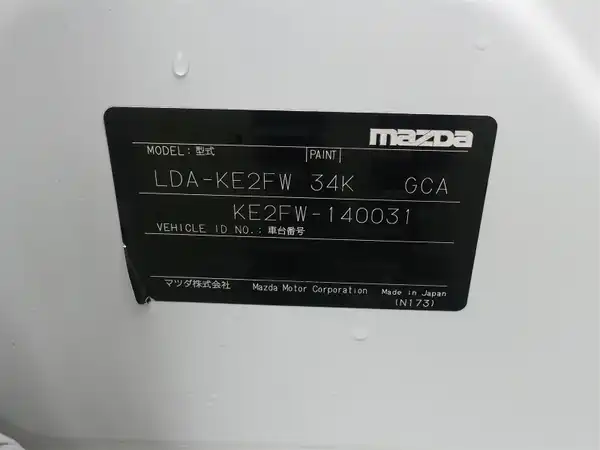 mazda
MODEL:型式 PAINT
LDA-KE2FW 34K GCA
KE2FW-140031
VEHICLE ID NO.:車台番号
マツダ株式会社 Mazda Motor Corporation Made in Japan
(N173)